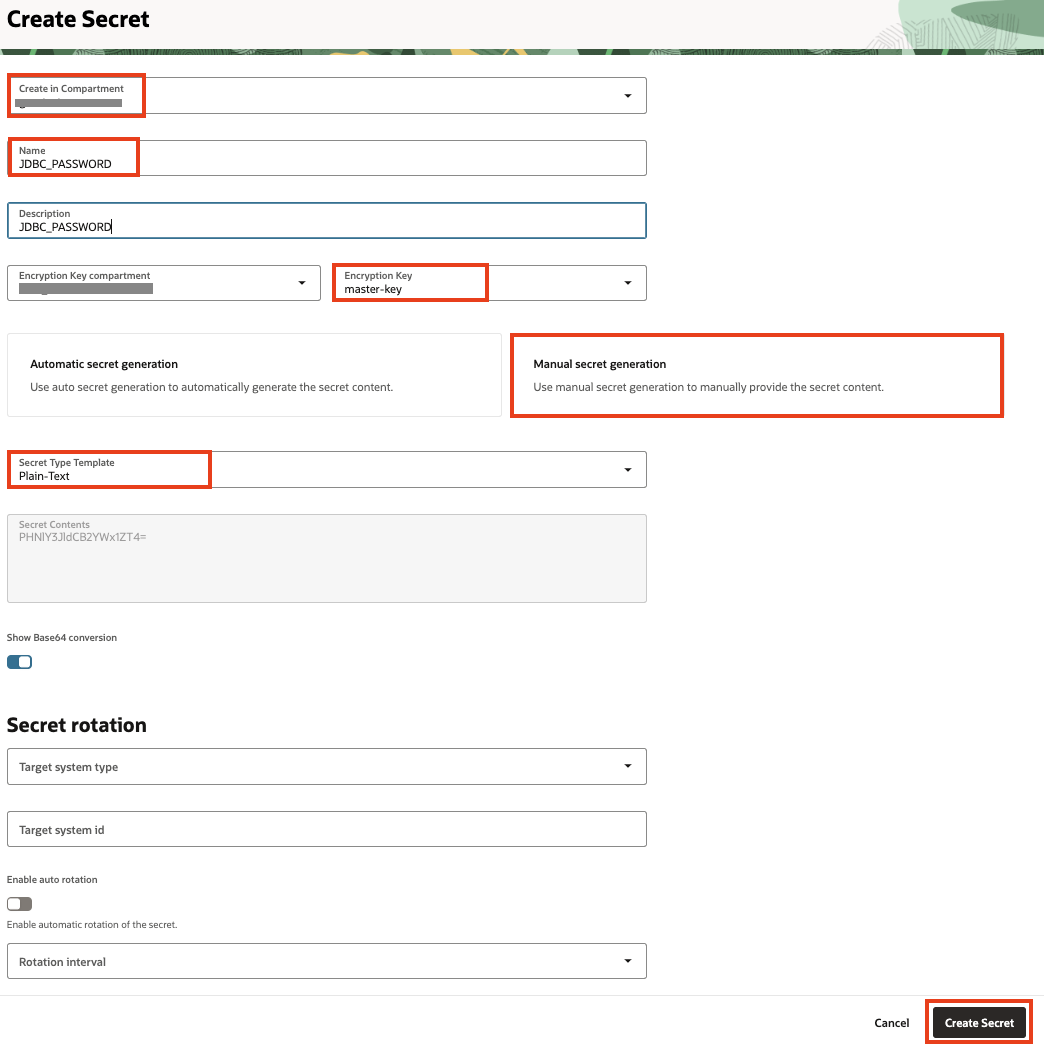 Create Secret
Create in Compartment
Name
JDBC_PASSWORD
Description
JDBC_PASSWORD
Encryption Key compartment
Encryption Key
master-key
Automatic secret generation
Use auto secret generation to automatically generate the secret content.
Manual secret generation
Use manual secret generation to manually provide the secret content.
Secret Type Template
Plain-Text
Secret Contents
PHNlY3JldCB2YWx1ZT4=
Show Base64 conversion
Secret rotation
Target system type
Target system id
Enable auto rotation
Enable automatic rotation of the secret.
Rotation interval
Cancel
Create Secret